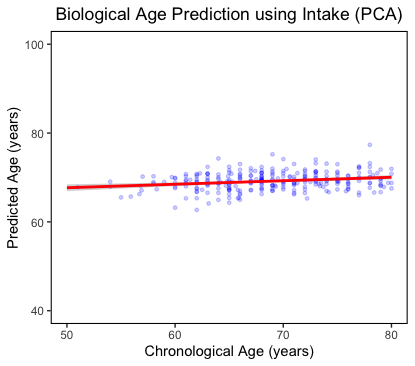 Biological Age Prediction using Intake (PCA)
100
80
60
40
Predicted Age (years)
50
60
70
80
Chronological Age (years)